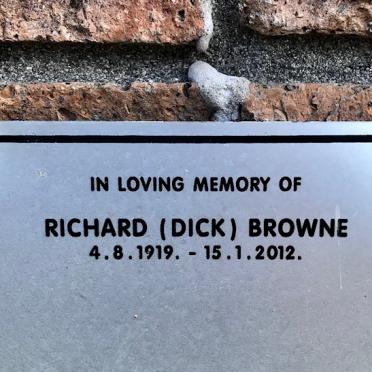 IN LOVING MEMORY OF
RICHARD (DICK) BROWNE
4.8.1919. - 15.1.2012.